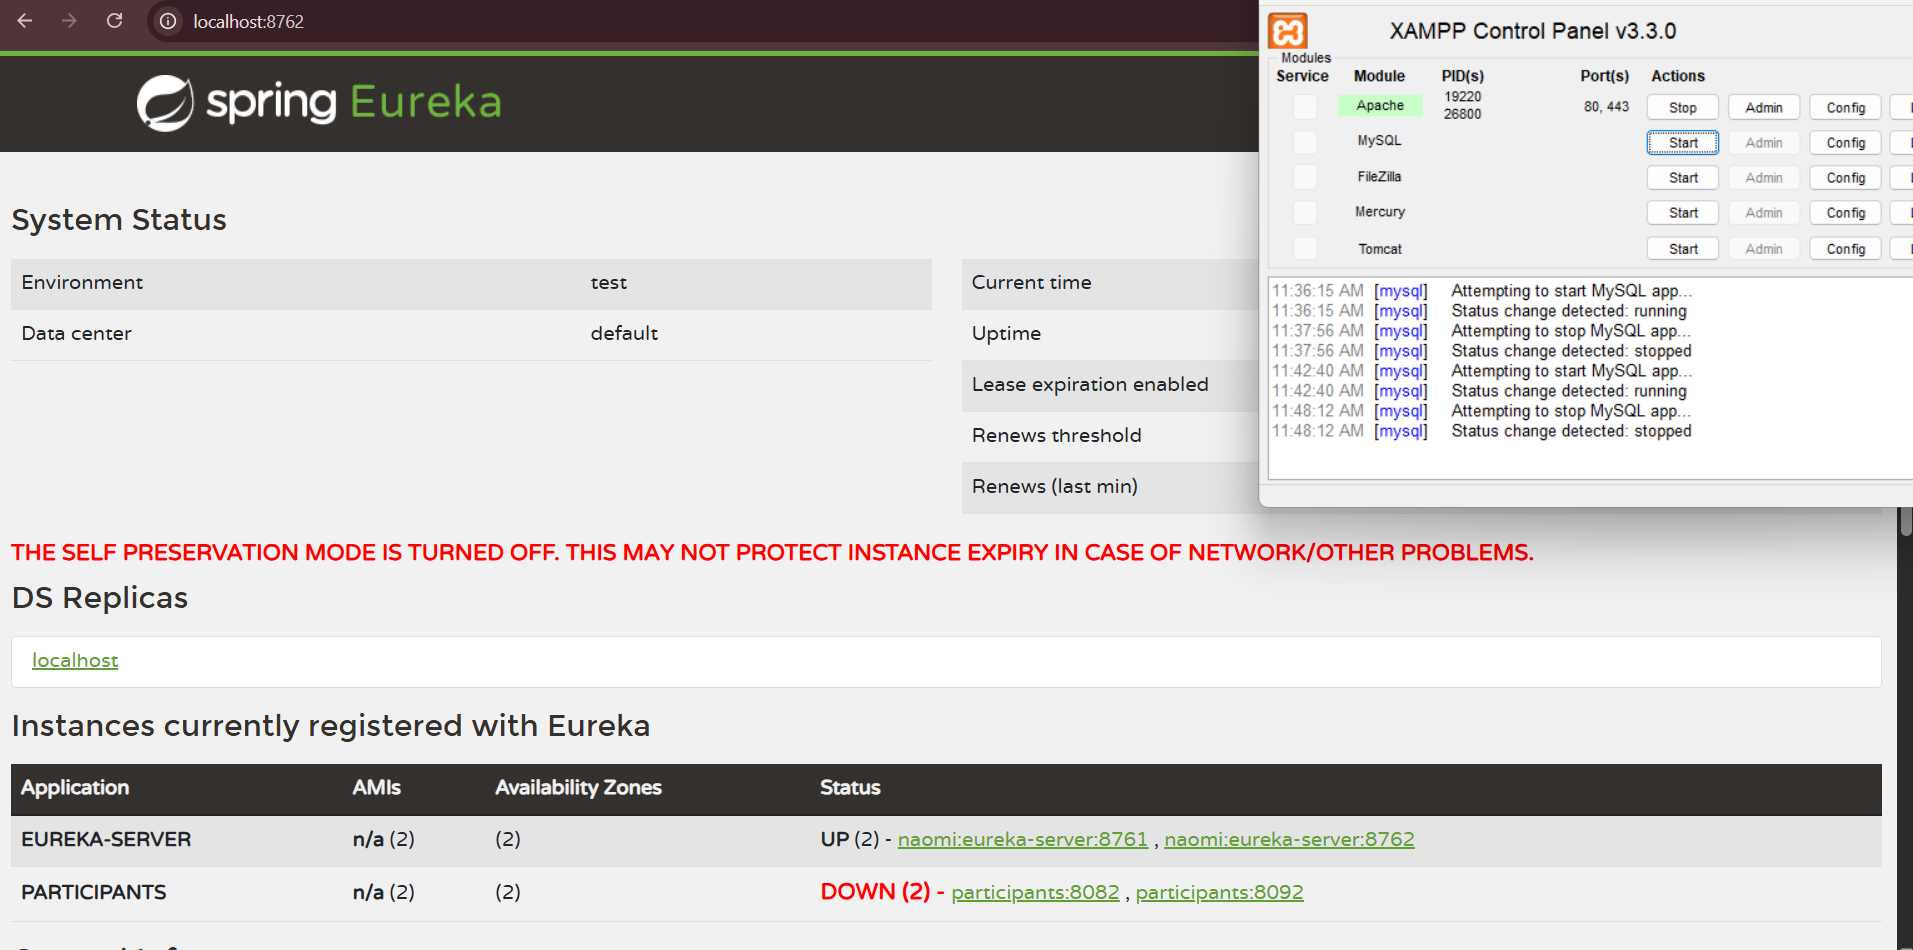 localhost:8762
spring Eureka
System Status
Environment test
Data center default
Current time
Uptime
Lease expiration enabled
Renews threshold
Renews (last min)
XAMPP Control Panel v3.3.0
Modules
Service Module PID(s) Port(s) Actions
Apache 19220 26800 80, 443 Stop Admin Config
MySQL Start Admin Config
FileZilla Start Admin Config
Mercury Start Admin Config
Tomcat Start Admin Config
11:36:15 AM [mysql] Attempting to start MySQL app...
11:36:15 AM [mysql] Status change detected: running
11:37:56 AM [mysql] Attempting to stop MySQL app...
11:37:56 AM [mysql] Status change detected: stopped
11:42:40 AM [mysql] Attempting to start MySQL app...
11:42:40 AM [mysql] Status change detected: running
11:48:12 AM [mysql] Attempting to stop MySQL app...
11:48:12 AM [mysql] Status change detected: stopped
THE SELF PRESERVATION MODE IS TURNED OFF. THIS MAY NOT PROTECT INSTANCE EXPIRY IN CASE OF NETWORK/OTHER PROBLEMS.
DS Replicas
localhost
Instances currently registered with Eureka
Application AMIs Availability Zones Status
EUREKA-SERVER n/a (2) (2) UP (2) - naomi:eureka-server:8761 , naomi:eureka-server:8762
PARTICIPANTS n/a (2) (2) DOWN (2) - participants:8082 , participants:8092